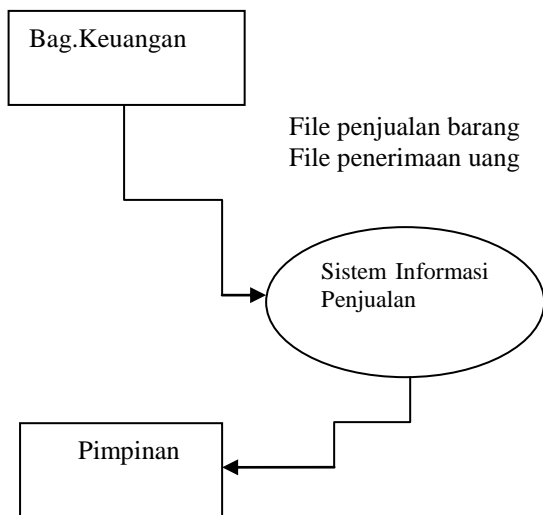 Bag.Keuangan
File penjualan barang
File penerimaan uang
Sistem Informasi
Penjualan
Pimpinan